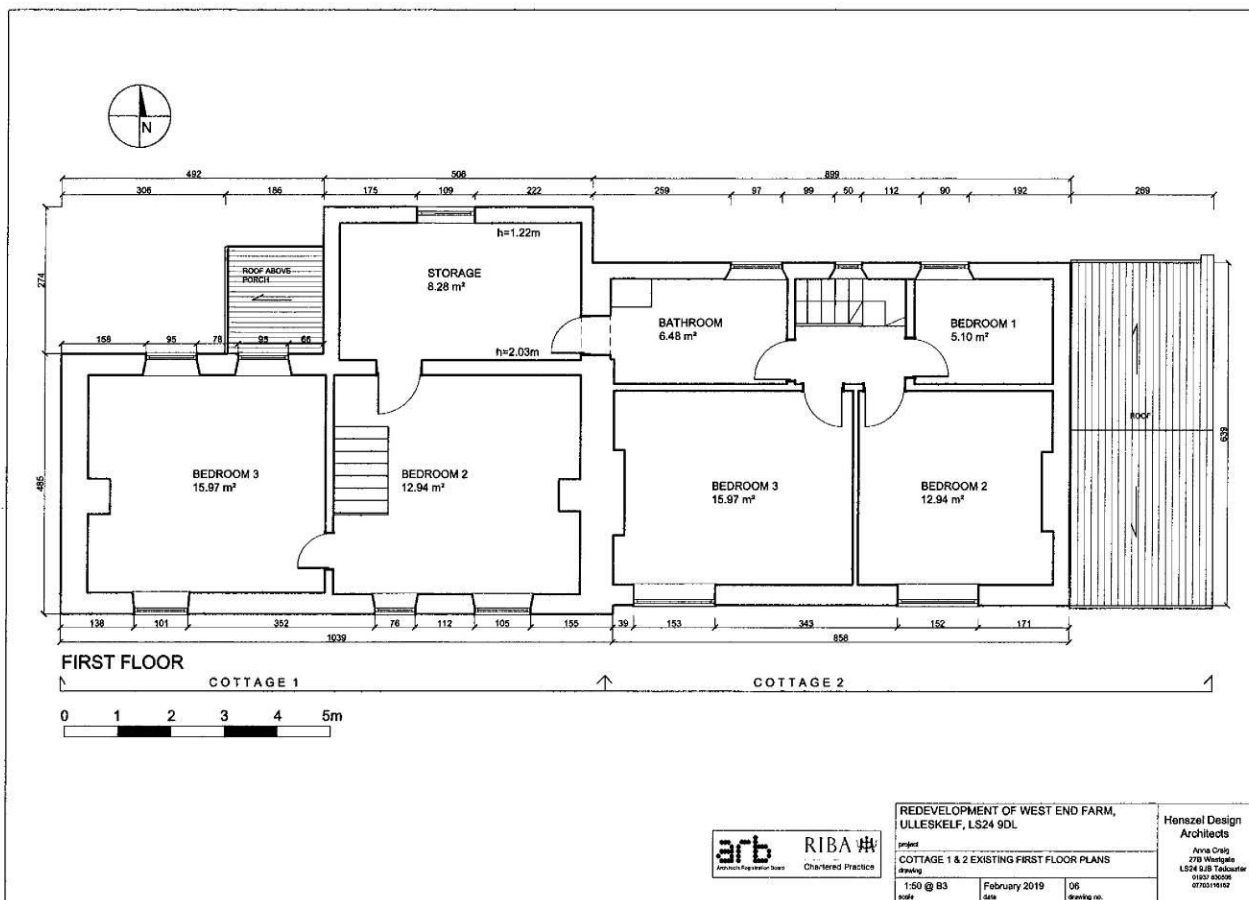 N
492
508
899
306
186
175
109
222
259
97
99
50
112
90
192
269
274
h=1.22m
ROOF ABOVE
PORCH
STORAGE
8.28 m²
BATHROOM
6.48 m²
BEDROOM 1
5.10 m²
158
95
78
95
66
h=2.03m
ROOF
639
485
BEDROOM 3
15.97 m²
BEDROOM 2
12.94 m²
BEDROOM 3
15.97 m²
BEDROOM 2
12.94 m²
138
101
352
76
112
105
155
39
153
343
152
171
1039
858
FIRST FLOOR
COTTAGE 1
COTTAGE 2
0 1 2 3 4 5m
arb
Architects Registration Board
RIBA
Chartered Practice
REDEVELOPMENT OF WEST END FARM,
ULLESKELF, LS24 9DL
project
COTTAGE 1 & 2 EXISTING FIRST FLOOR PLANS
drawing
1:50 @ B3
scale
February 2019
date
06
drawing no.
Henszel Design
Architects
Anna Craig
27B Westgate
LS24 9JB Tadcaster